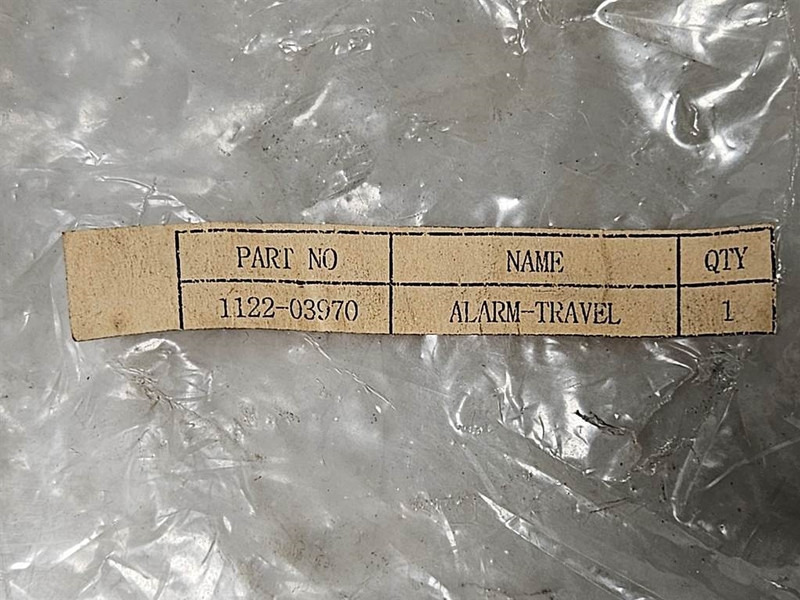 PART NO NAME QTY
1122-03970 ALARM-TRAVEL 1